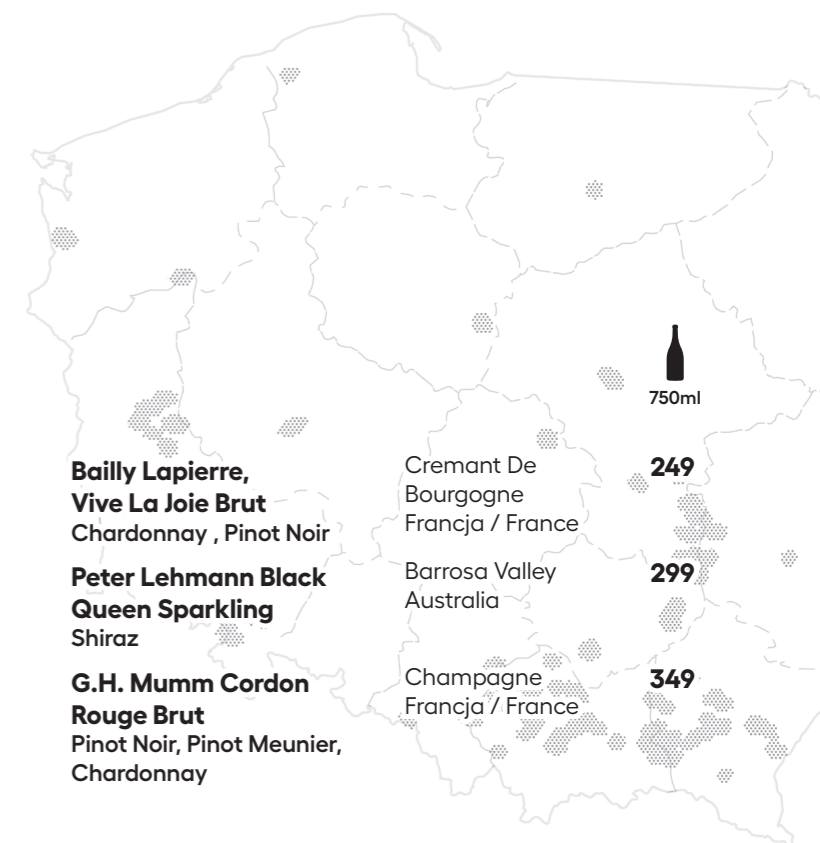 750ml
Bailly Lapierre,
Vive La Joie Brut
Chardonnay , Pinot Noir
Cremant De
Bourgogne
Francja / France
249
Peter Lehmann Black
Queen Sparkling
Shiraz
Barrosa Valley
Australia
299
G.H. Mumm Cordon
Rouge Brut
Pinot Noir, Pinot Meunier,
Chardonnay
Champagne
Francja / France
349